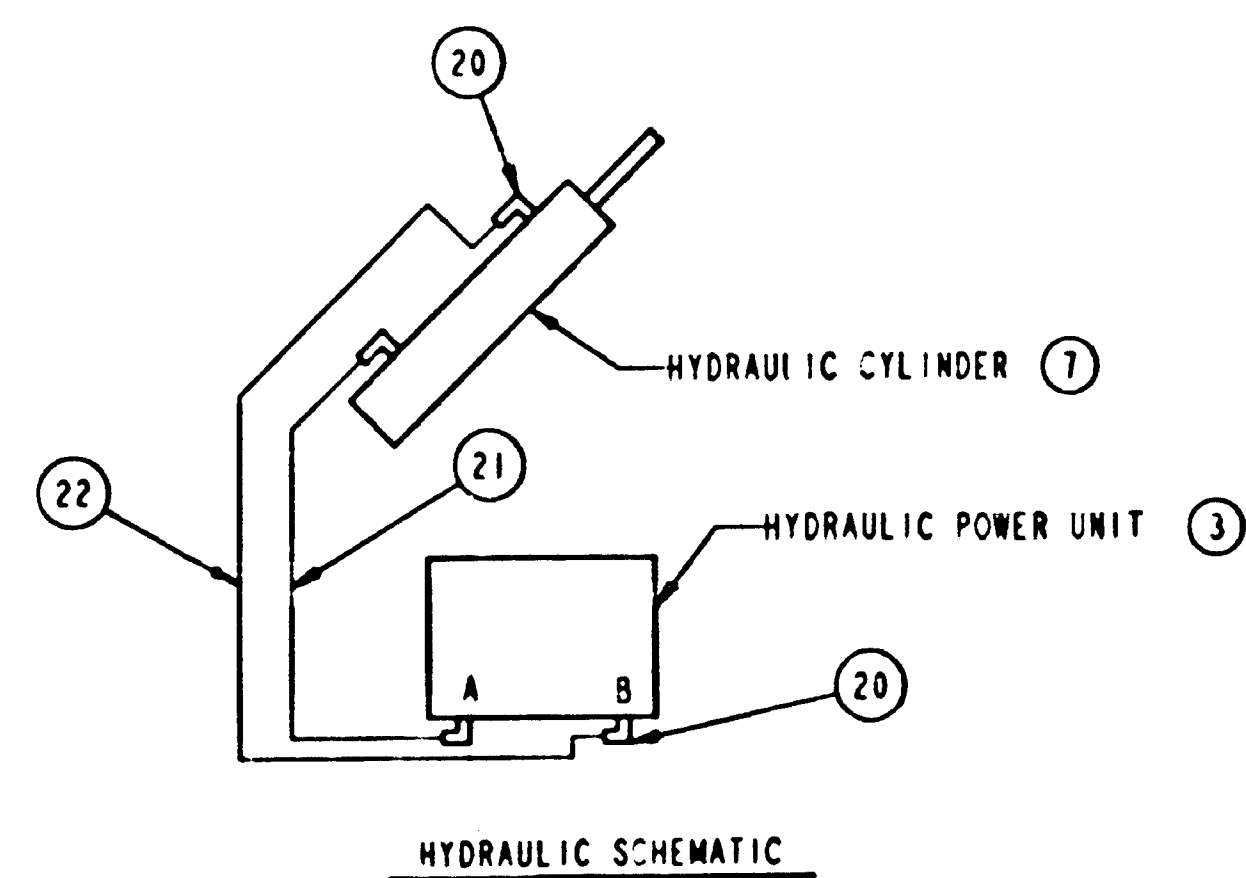 20
HYDRAULIC CYLINDER 7
22
21
HYDRAULIC POWER UNIT 3
A
B
20
HYDRAULIC SCHEMATIC